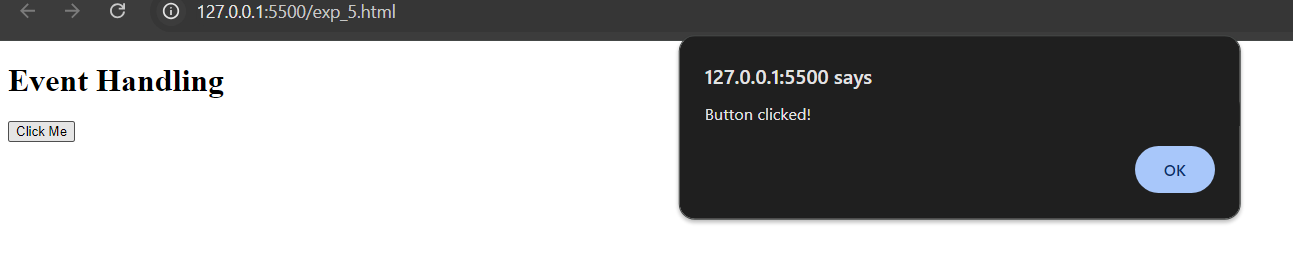 127.0.0.1:5500/exp_5.html
Event Handling
Click Me
127.0.0.1:5500 says
Button clicked!
OK